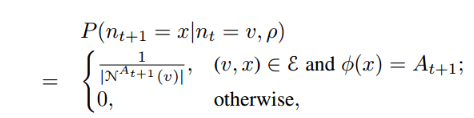 P(n_{t+1} = x|n_t = v, ρ)
= { 1/|N^{A_{t+1}}(v)|, (v, x) ∈ ℰ and ϕ(x) = A_{t+1};
0, otherwise,